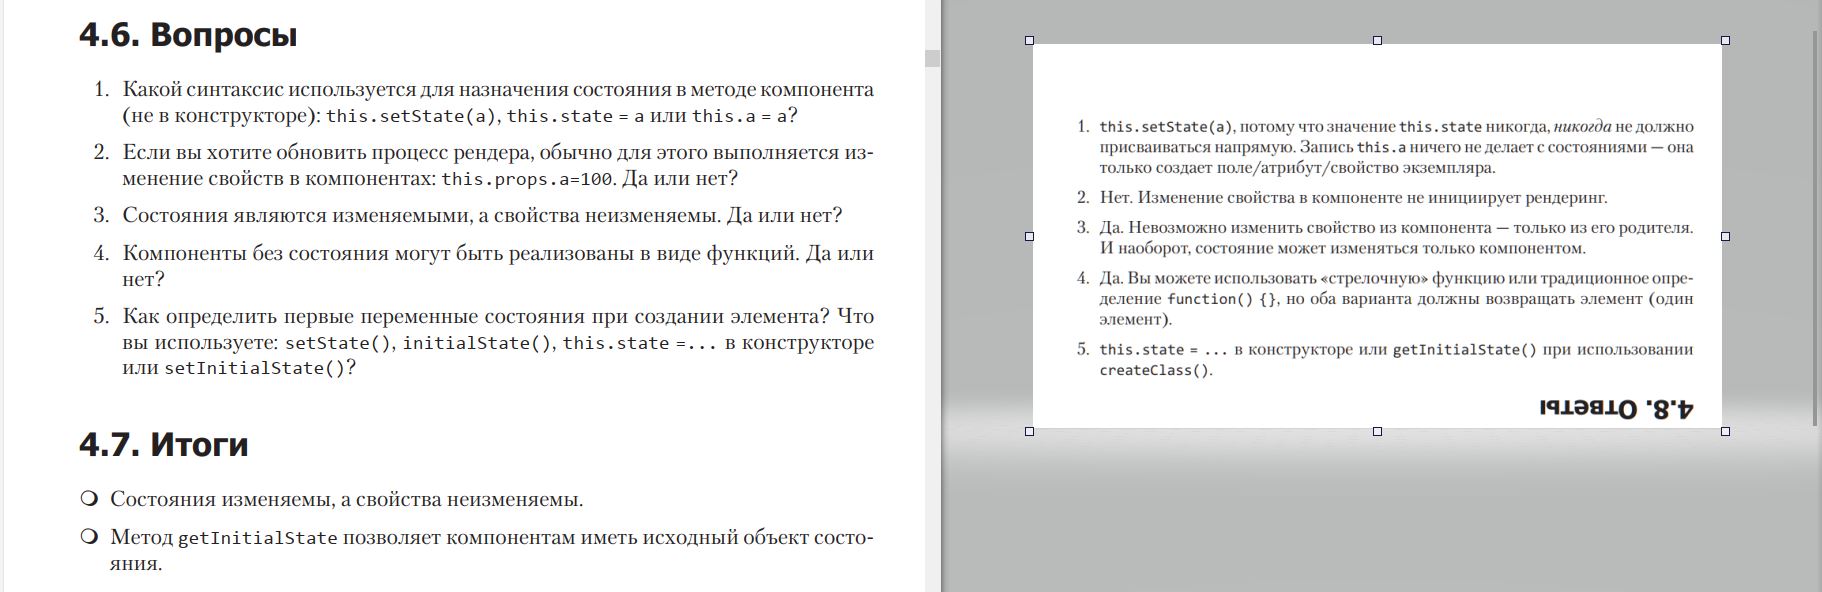 4.6. Вопросы
1. Какой синтаксис используется для назначения состояния в методе компонента
(не в конструкторе): this.setState(a), this.state = a или this.a = a?
2. Если вы хотите обновить процесс рендера, обычно для этого выполняется из-
менение свойств в компонентах: this.props.a=100. Да или нет?
3. Состояния являются изменяемыми, а свойства неизменяемы. Да или нет?
4. Компоненты без состояния могут быть реализованы в виде функций. Да или
нет?
5. Как определить первые переменные состояния при создании элемента? Что
вы используете: setState(), initialState(), this.state =... в конструкторе
или setInitialState()?
4.7. Итоги
Состояния изменяемы, а свойства неизменяемы.
Метод getInitialState позволяет компонентам иметь исходный объект состо-
яния.
1. this.setState(a), потому что значение this.state никогда, никогда не должно
присваиваться напрямую. Запись this.a ничего не делает с состояниями — она
только создает поле/атрибут/свойство экземпляра.
2. Нет. Изменение свойства в компоненте не инициирует рендеринг.
3. Да. Невозможно изменить свойство из компонента — только из его родителя.
И наоборот, состояние может изменяться только компонентом.
4. Да. Вы можете использовать «стрелочную» функцию или традиционное опре-
деление function() {}, но оба варианта должны возвращать элемент (один
элемент).
5. this.state = ... в конструкторе или getInitialState() при использовании
createClass().
4.8. Ответы